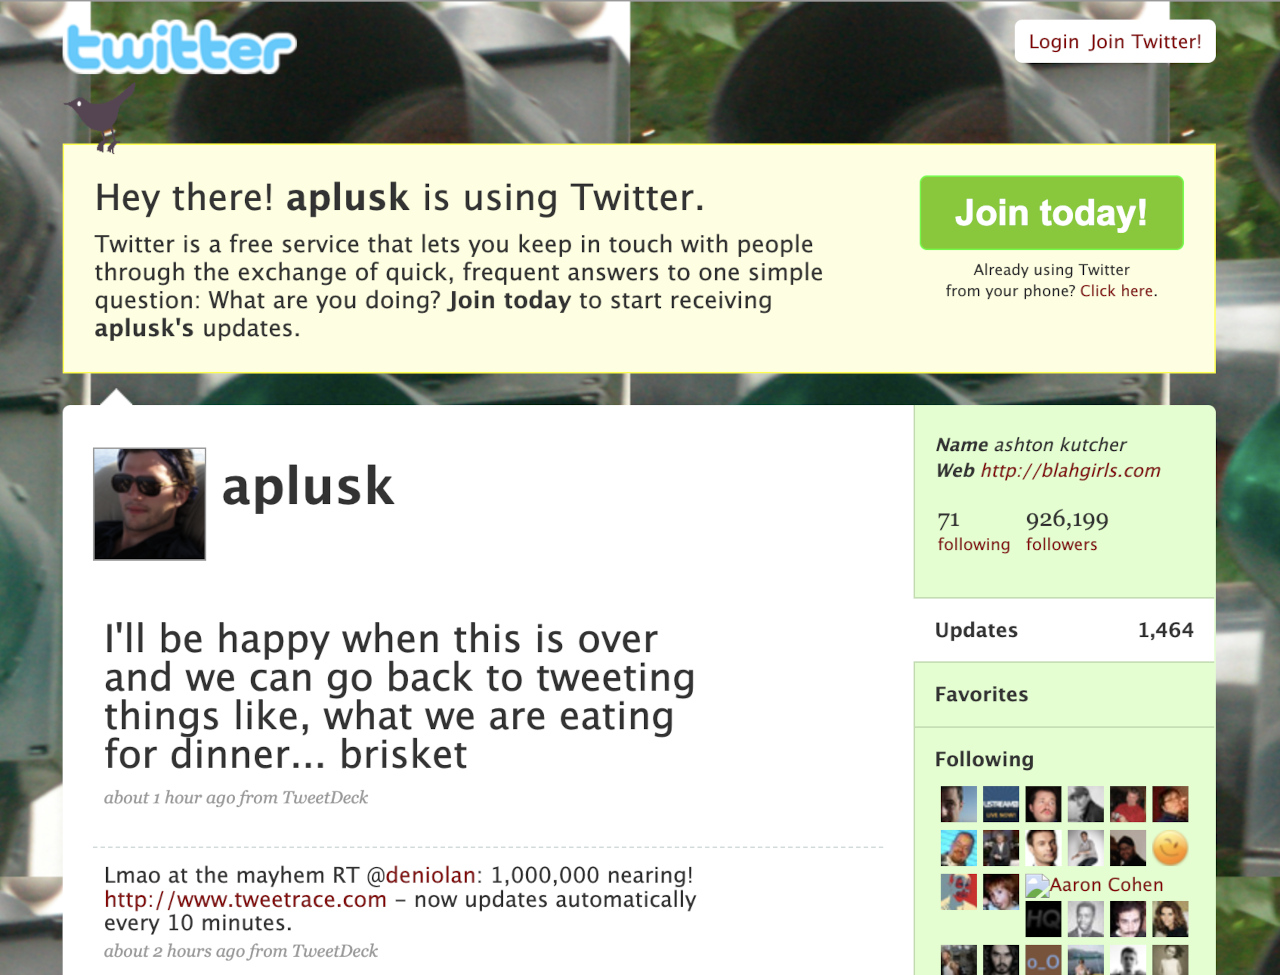 twitter
Login Join Twitter!
Hey there! aplusk is using Twitter.
Twitter is a free service that lets you keep in touch with people
through the exchange of quick, frequent answers to one simple
question: What are you doing? Join today to start receiving
aplusk's updates.
Join today!
Already using Twitter
from your phone? Click here.
aplusk
I'll be happy when this is over
and we can go back to tweeting
things like, what we are eating
for dinner... brisket
about 1 hour ago from TweetDeck
Lmao at the mayhem RT @deniolan: 1,000,000 nearing!
http://www.tweetrace.com – now updates automatically
every 10 minutes.
about 2 hours ago from TweetDeck
Name ashton kutcher
Web http://blahgirls.com
71 926,199
following followers
Updates 1,464
Favorites
Following
USTREAM
LIVE NOW!
Aaron Cohen
HQ
o_O